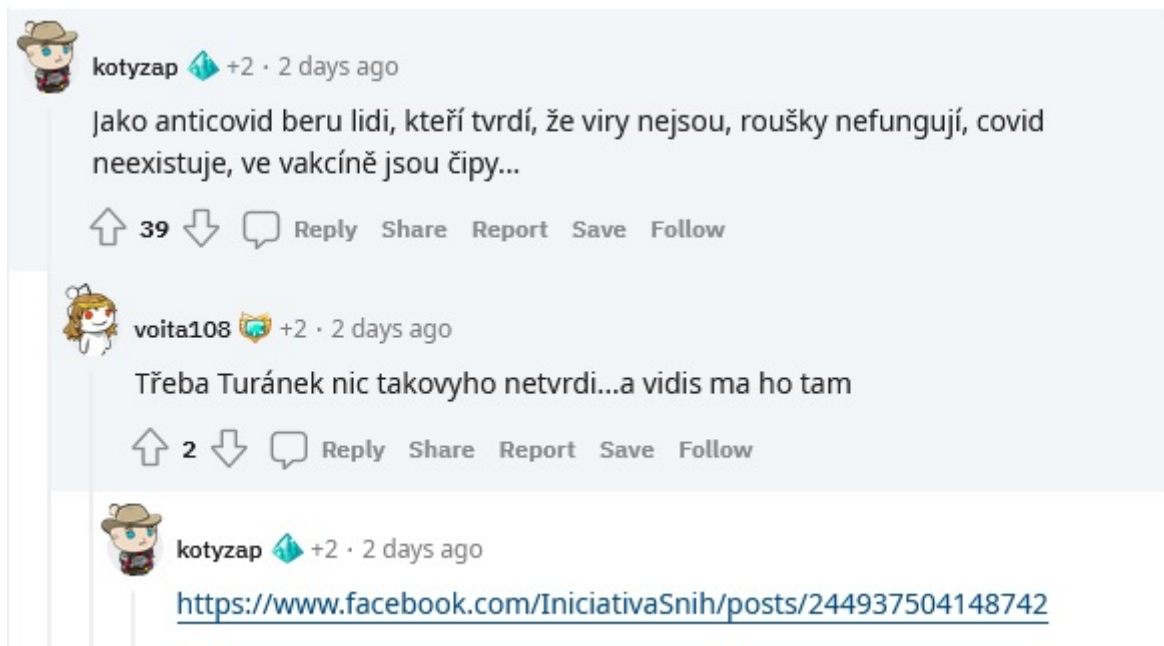 kotyzap +2 · 2 days ago
Jako anticovid beru lidi, kteří tvrdí, že viry nejsou, roušky nefungují, covid
neexistuje, ve vakcíně jsou čipy...
39 Reply Share Report Save Follow
voita108 +2 · 2 days ago
Třeba Turánek nic takovyho netvrdi...a vidis ma ho tam
2 Reply Share Report Save Follow
kotyzap +2 · 2 days ago
https://www.facebook.com/IniciativaSnih/posts/244937504148742